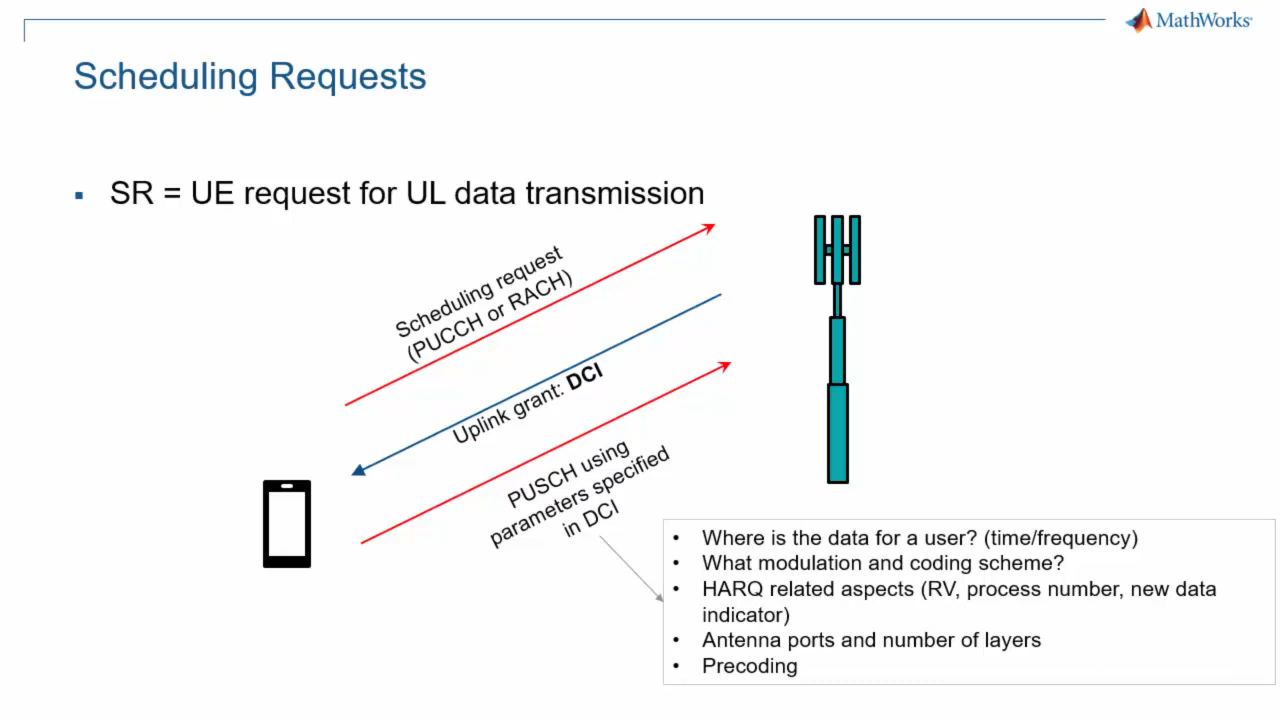 MathWorks
Scheduling Requests
▪ SR = UE request for UL data transmission
Scheduling request
(PUCCH or RACH)
Uplink grant: DCI
PUSCH using
parameters specified
in DCI
• Where is the data for a user? (time/frequency)
• What modulation and coding scheme?
• HARQ related aspects (RV, process number, new data
indicator)
• Antenna ports and number of layers
• Precoding